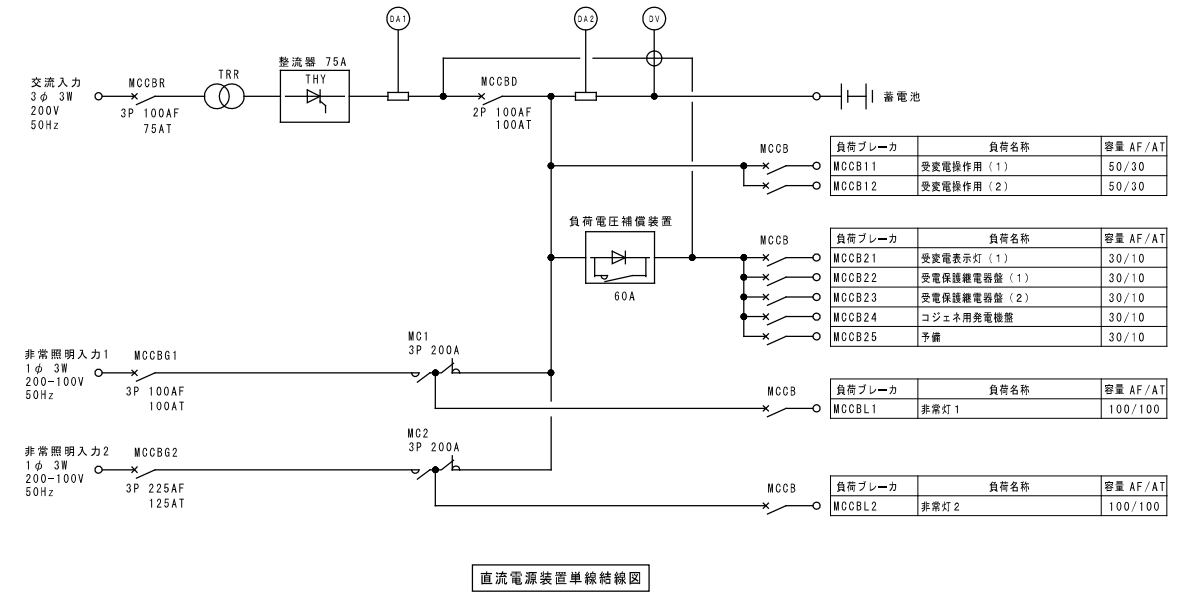 DA1
DA2
DV
整流器 75A
THY
TRR
交流入力
3φ 3W
200V
50Hz
MCCBR
3P 100AF
75AT
MCCBD
2P 100AF
100AT
蓄電池
MCCB
負荷ブレーカ 負荷名称 容量 AF/AT
MCCB11 受変電操作用(1) 50/30
MCCB12 受変電操作用(2) 50/30
負荷電圧補償装置
60A
MCCB
負荷ブレーカ 負荷名称 容量 AF/AT
MCCB21 受変電表示灯(1) 30/10
MCCB22 受電保護継電器盤(1) 30/10
MCCB23 受電保護継電器盤(2) 30/10
MCCB24 コジェネ用発電機盤 30/10
MCCB25 予備 30/10
非常照明入力1
1φ 3W
200-100V
50Hz
MCCBG1
3P 100AF
100AT
MC1
3P 200A
MCCB
負荷ブレーカ 負荷名称 容量 AF/AT
MCCBL1 非常灯1 100/100
非常照明入力2
1φ 3W
200-100V
50Hz
MCCBG2
3P 225AF
125AT
MC2
3P 200A
MCCB
負荷ブレーカ 負荷名称 容量 AF/AT
MCCBL2 非常灯2 100/100
直流電源装置単線結線図